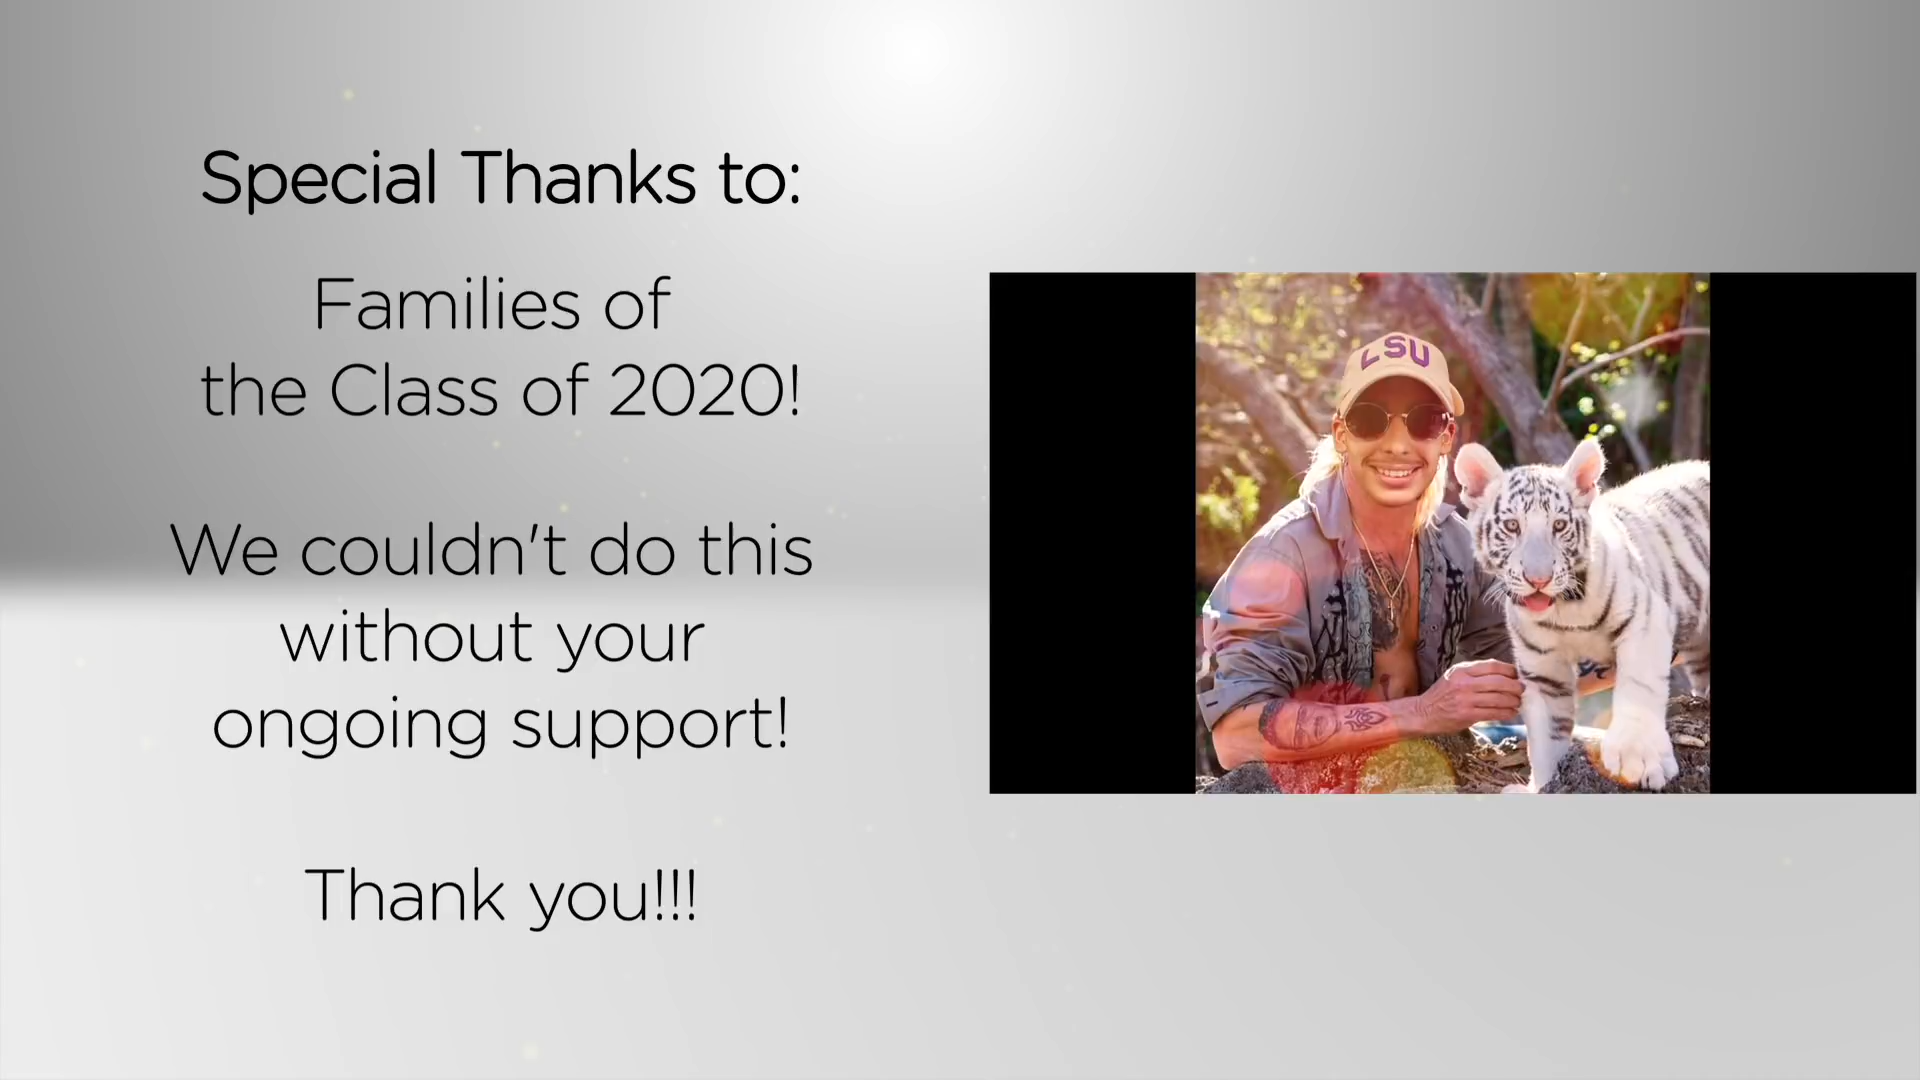 Special Thanks to:
Families of
the Class of 2020!
We couldn't do this
without your
ongoing support!
Thank you!!!
LSU